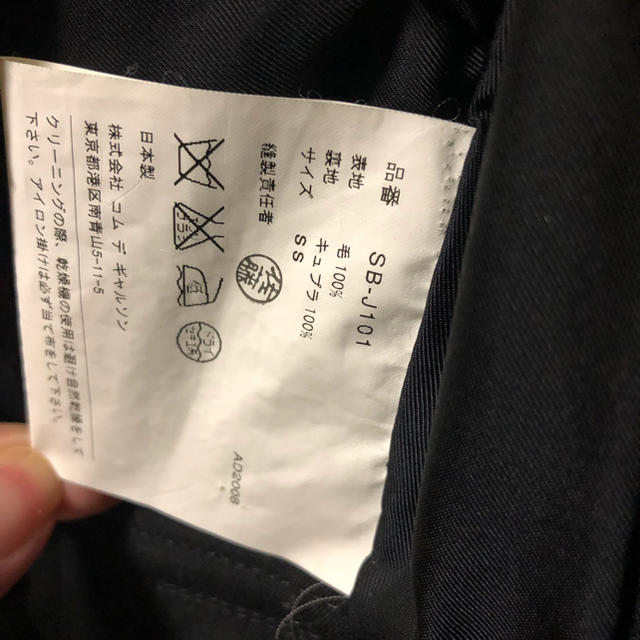 品番 SB-J101
表地 毛 100%
裏地 キュプラ 100%
サイズ SS
縫製責任者
日本製
株式会社 コム デ ギャルソン
東京都港区南青山5-11-5
クリーニングの際、乾燥機の使用は避け自然乾燥をして
下さい。アイロン掛けは必ず当て布をして下さい。
AD2008